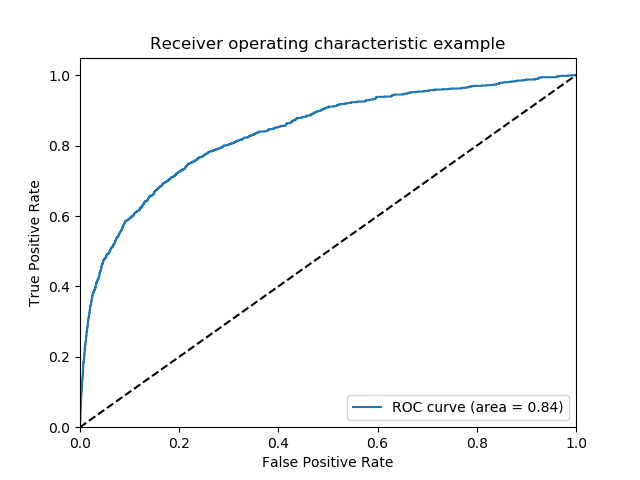 Receiver operating characteristic example
1.0
0.8
0.6
0.4
0.2
0.0
True Positive Rate
ROC curve (area = 0.84)
0.0 0.2 0.4 0.6 0.8 1.0
False Positive Rate